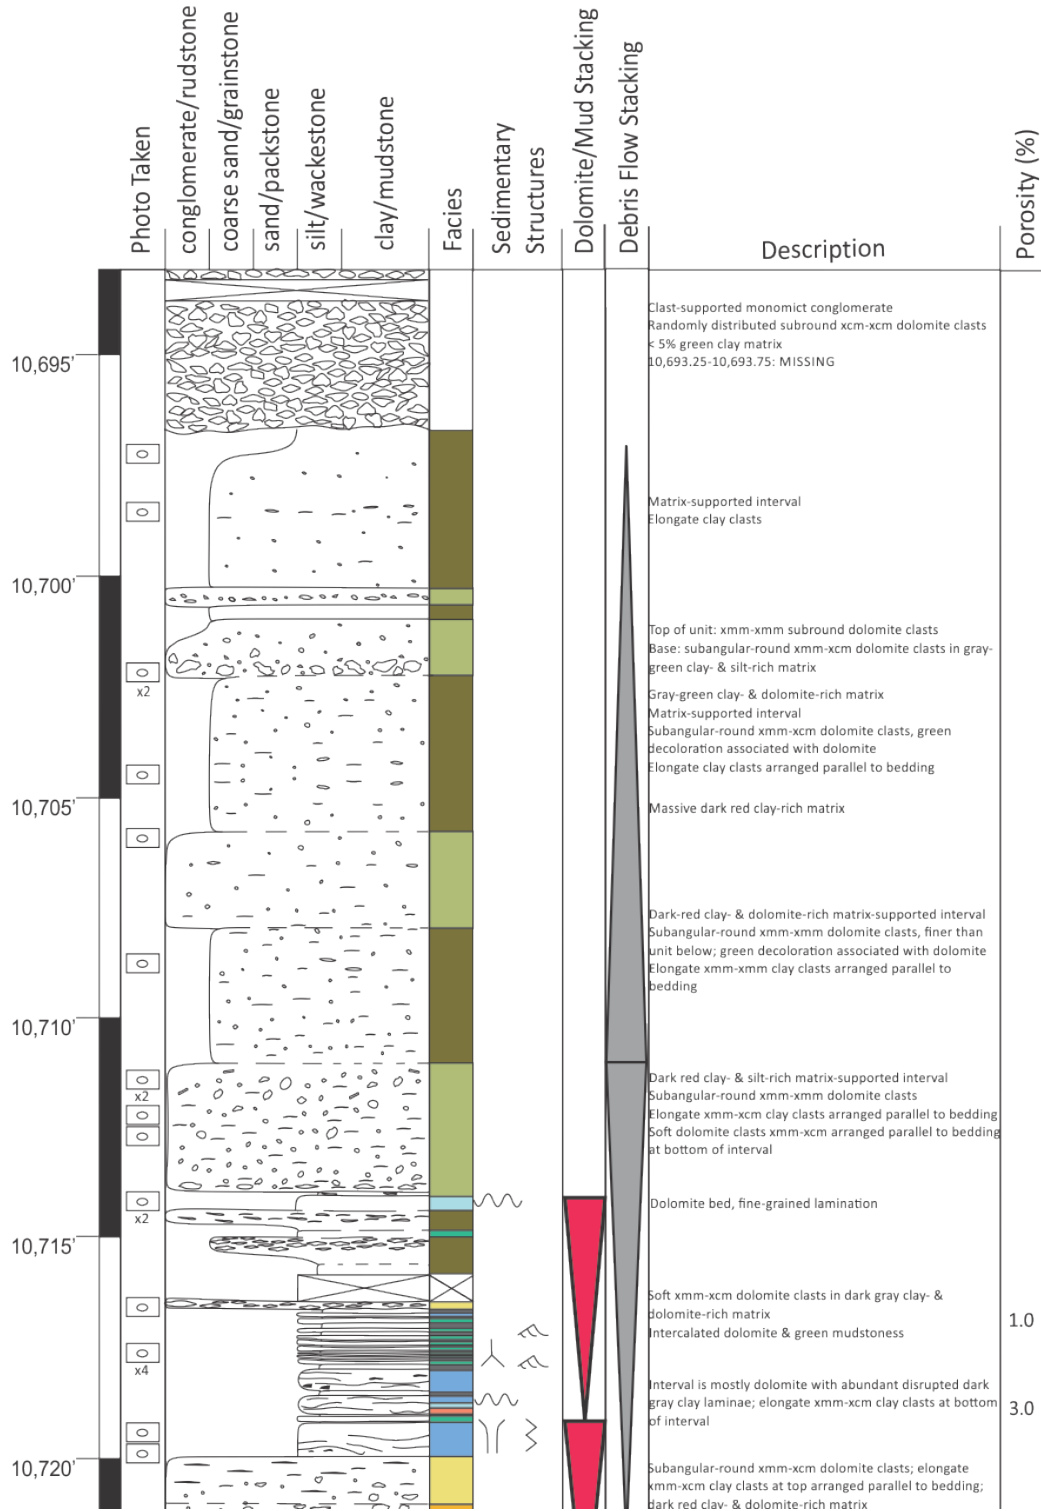 Photo Taken
conglomerate/rudstone
coarse sand/grainstone
sand/packstone
silt/wackestone
clay/mudstone
Facies
Sedimentary
Structures
Dolomite/Mud Stacking
Debris Flow Stacking
Description
Porosity (%)
Clast-supported monomict conglomerate
Randomly distributed subround xcm-xcm dolomite clasts
< 5% green clay matrix
10,693.25-10,693.75: MISSING
10,695'
Matrix-supported interval
Elongate clay clasts
10,700'
Top of unit: xmm-xmm subround dolomite clasts
Base: subangular-round xmm-xcm dolomite clasts in gray-
green clay- & silt-rich matrix
x2
Gray-green clay- & dolomite-rich matrix
Matrix-supported interval
Subangular-round xmm-xcm dolomite clasts, green
decoloration associated with dolomite
Elongate clay clasts arranged parallel to bedding
10,705'
Massive dark red clay-rich matrix
Dark-red clay- & dolomite-rich matrix-supported interval
Subangular-round xmm-xmm dolomite clasts, finer than
unit below; green decoloration associated with dolomite
Elongate xmm-xmm clay clasts arranged parallel to
bedding
10,710'
Dark red clay- & silt-rich matrix-supported interval
x2
Subangular-round xmm-xmm dolomite clasts
Elongate xmm-xcm clay clasts arranged parallel to bedding
Soft dolomite clasts xmm-xcm arranged parallel to bedding
at bottom of interval
Dolomite bed, fine-grained lamination
x2
10,715'
Soft xmm-xcm dolomite clasts in dark gray clay- &
dolomite-rich matrix
1.0
Intercalated dolomite & green mudstoness
x4
Interval is mostly dolomite with abundant disrupted dark
gray clay laminae; elongate xmm-xcm clay clasts at bottom
of interval
3.0
10,720'
Subangular-round xmm-xcm dolomite clasts; elongate
xmm-xcm clay clasts at top arranged parallel to bedding;
dark red clay- & dolomite-rich matrix